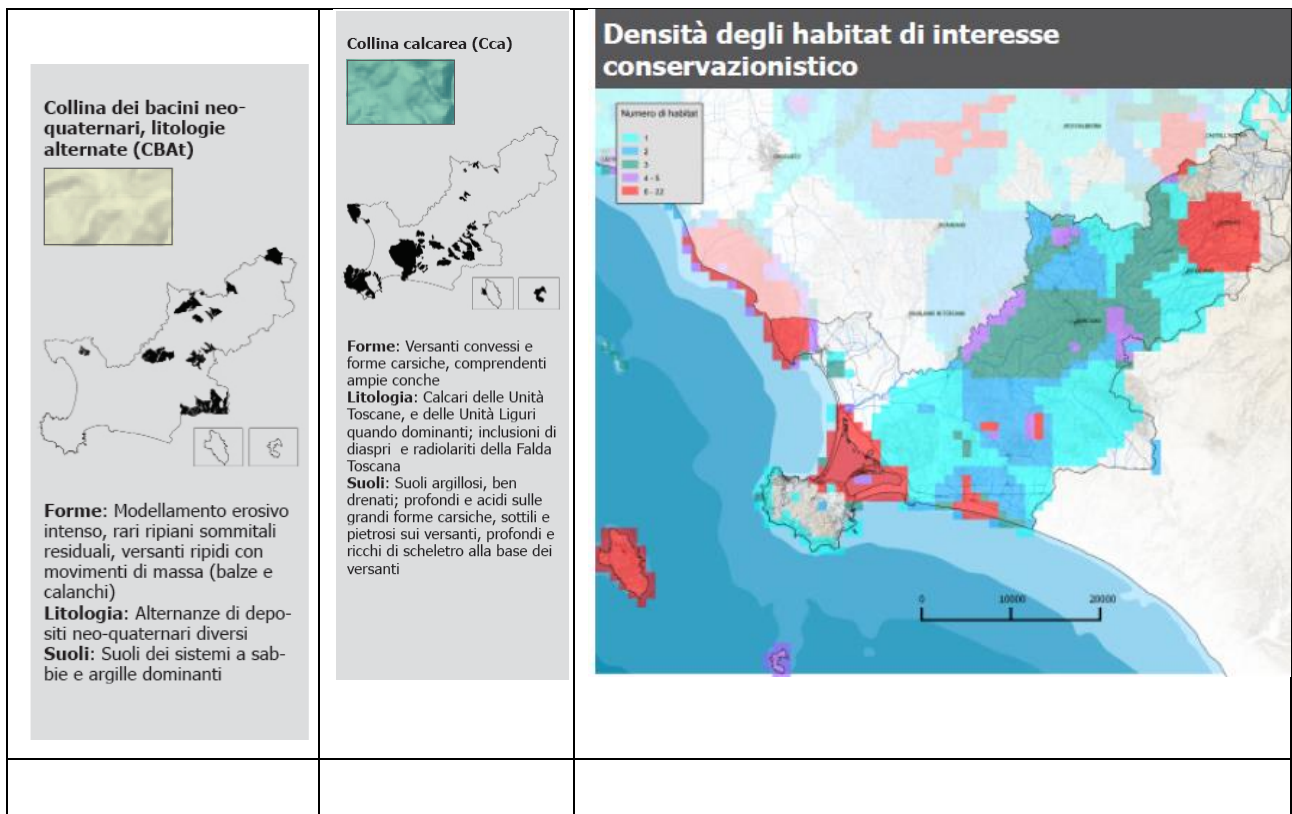 Collina dei bacini neo-
quaternari, litologie
alternate (CBAt)
Forme: Modellamento erosivo
intenso, rari ripiani sommitali
residuali, versanti ripidi con
movimenti di massa (balze e
calanchi)
Litologia: Alternanze di depo-
siti neo-quaternari diversi
Suoli: Suoli dei sistemi a sab-
bie e argille dominanti
Collina calcarea (Cca)
Forme: Versanti convessi e
forme carsiche, comprendenti
ampie conche
Litologia: Calcari delle Unità
Toscane, e delle Unità Liguri
quando dominanti; inclusioni di
diaspri e radiolariti della Falda
Toscana
Suoli: Suoli argillosi, ben
drenati; profondi e acidi sulle
grandi forme carsiche, sottili e
pietrosi sui versanti, profondi e
ricchi di scheletro alla base dei
versanti
Densità degli habitat di interesse
conservazionistico
Numero di habitat
1
2
3
4 - 5
6 - 22
0
10000
20000